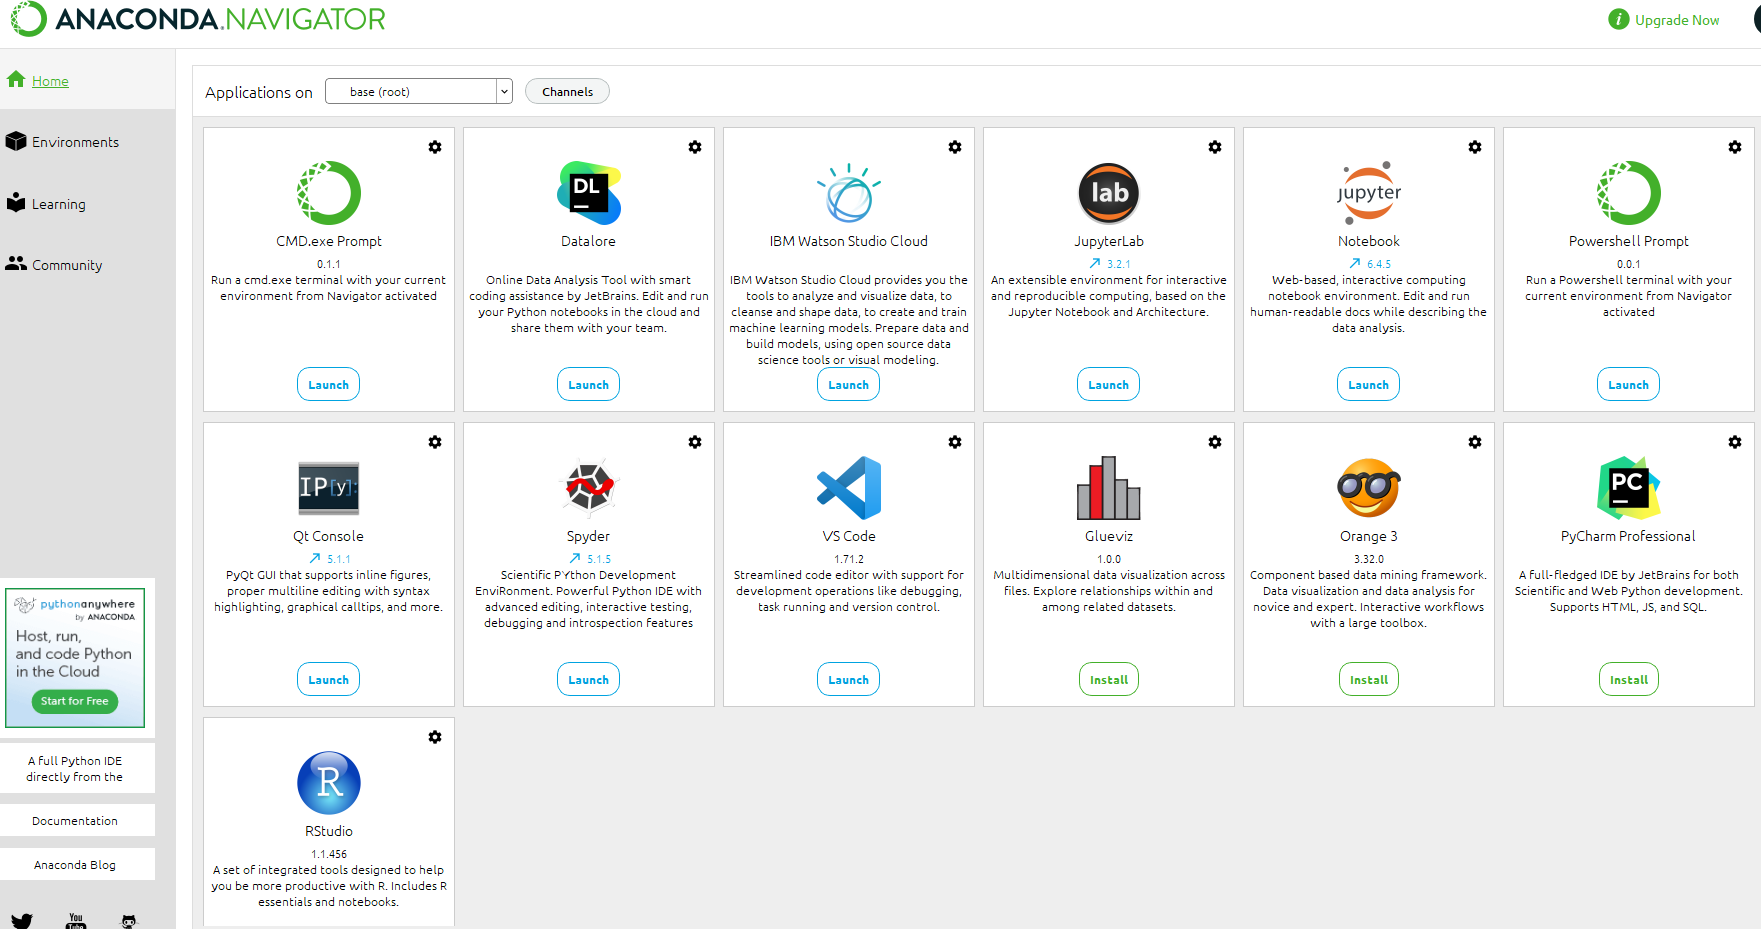 ANACONDA.NAVIGATOR
i Upgrade Now
Home
Environments
Learning
Community
Applications on base (root) Channels
CMD.exe Prompt
0.1.1
Run a cmd.exe terminal with your current
environment from Navigator activated
Launch
DL
Datalore
Online Data Analysis Tool with smart
coding assistance by JetBrains. Edit and run
your Python notebooks in the cloud and
share them with your team.
Launch
IBM Watson Studio Cloud
IBM Watson Studio Cloud provides you the
tools to analyze and visualize data, to
cleanse and shape data, to create and train
machine learning models. Prepare data and
build models, using open source data
science tools or visual modeling.
Launch
lab
JupyterLab
3.2.1
An extensible environment for interactive
and reproducible computing, based on the
Jupyter Notebook and Architecture.
Launch
jupyter
Notebook
6.4.5
Web-based, interactive computing
notebook environment. Edit and run
human-readable docs while describing the
data analysis.
Launch
Powershell Prompt
0.0.1
Run a Powershell terminal with your
current environment from Navigator
activated
Launch
IP[y]:
Qt Console
5.1.1
PyQt GUI that supports inline figures,
proper multiline editing with syntax
highlighting, graphical calltips, and more.
Launch
Spyder
5.1.5
Scientific PYthon Development
EnviRonment. Powerful Python IDE with
advanced editing, interactive testing,
debugging and introspection features
Launch
VS Code
1.71.2
Streamlined code editor with support for
development operations like debugging,
task running and version control.
Launch
Glueviz
1.0.0
Multidimensional data visualization across
files. Explore relationships within and
among related datasets.
Install
Orange 3
3.32.0
Component based data mining framework.
Data visualization and data analysis for
novice and expert. Interactive workflows
with a large toolbox.
Install
PC
PyCharm Professional
A full-fledged IDE by JetBrains for both
Scientific and Web Python development.
Supports HTML, JS, and SQL.
Install
R
RStudio
1.1.456
A set of integrated tools designed to help
you be more productive with R. Includes R
essentials and notebooks.
pythonanywhere
by ANACONDA
Host, run,
and code Python
in the Cloud
Start for Free
A full Python IDE
directly from the
Documentation
Anaconda Blog
You
Tube